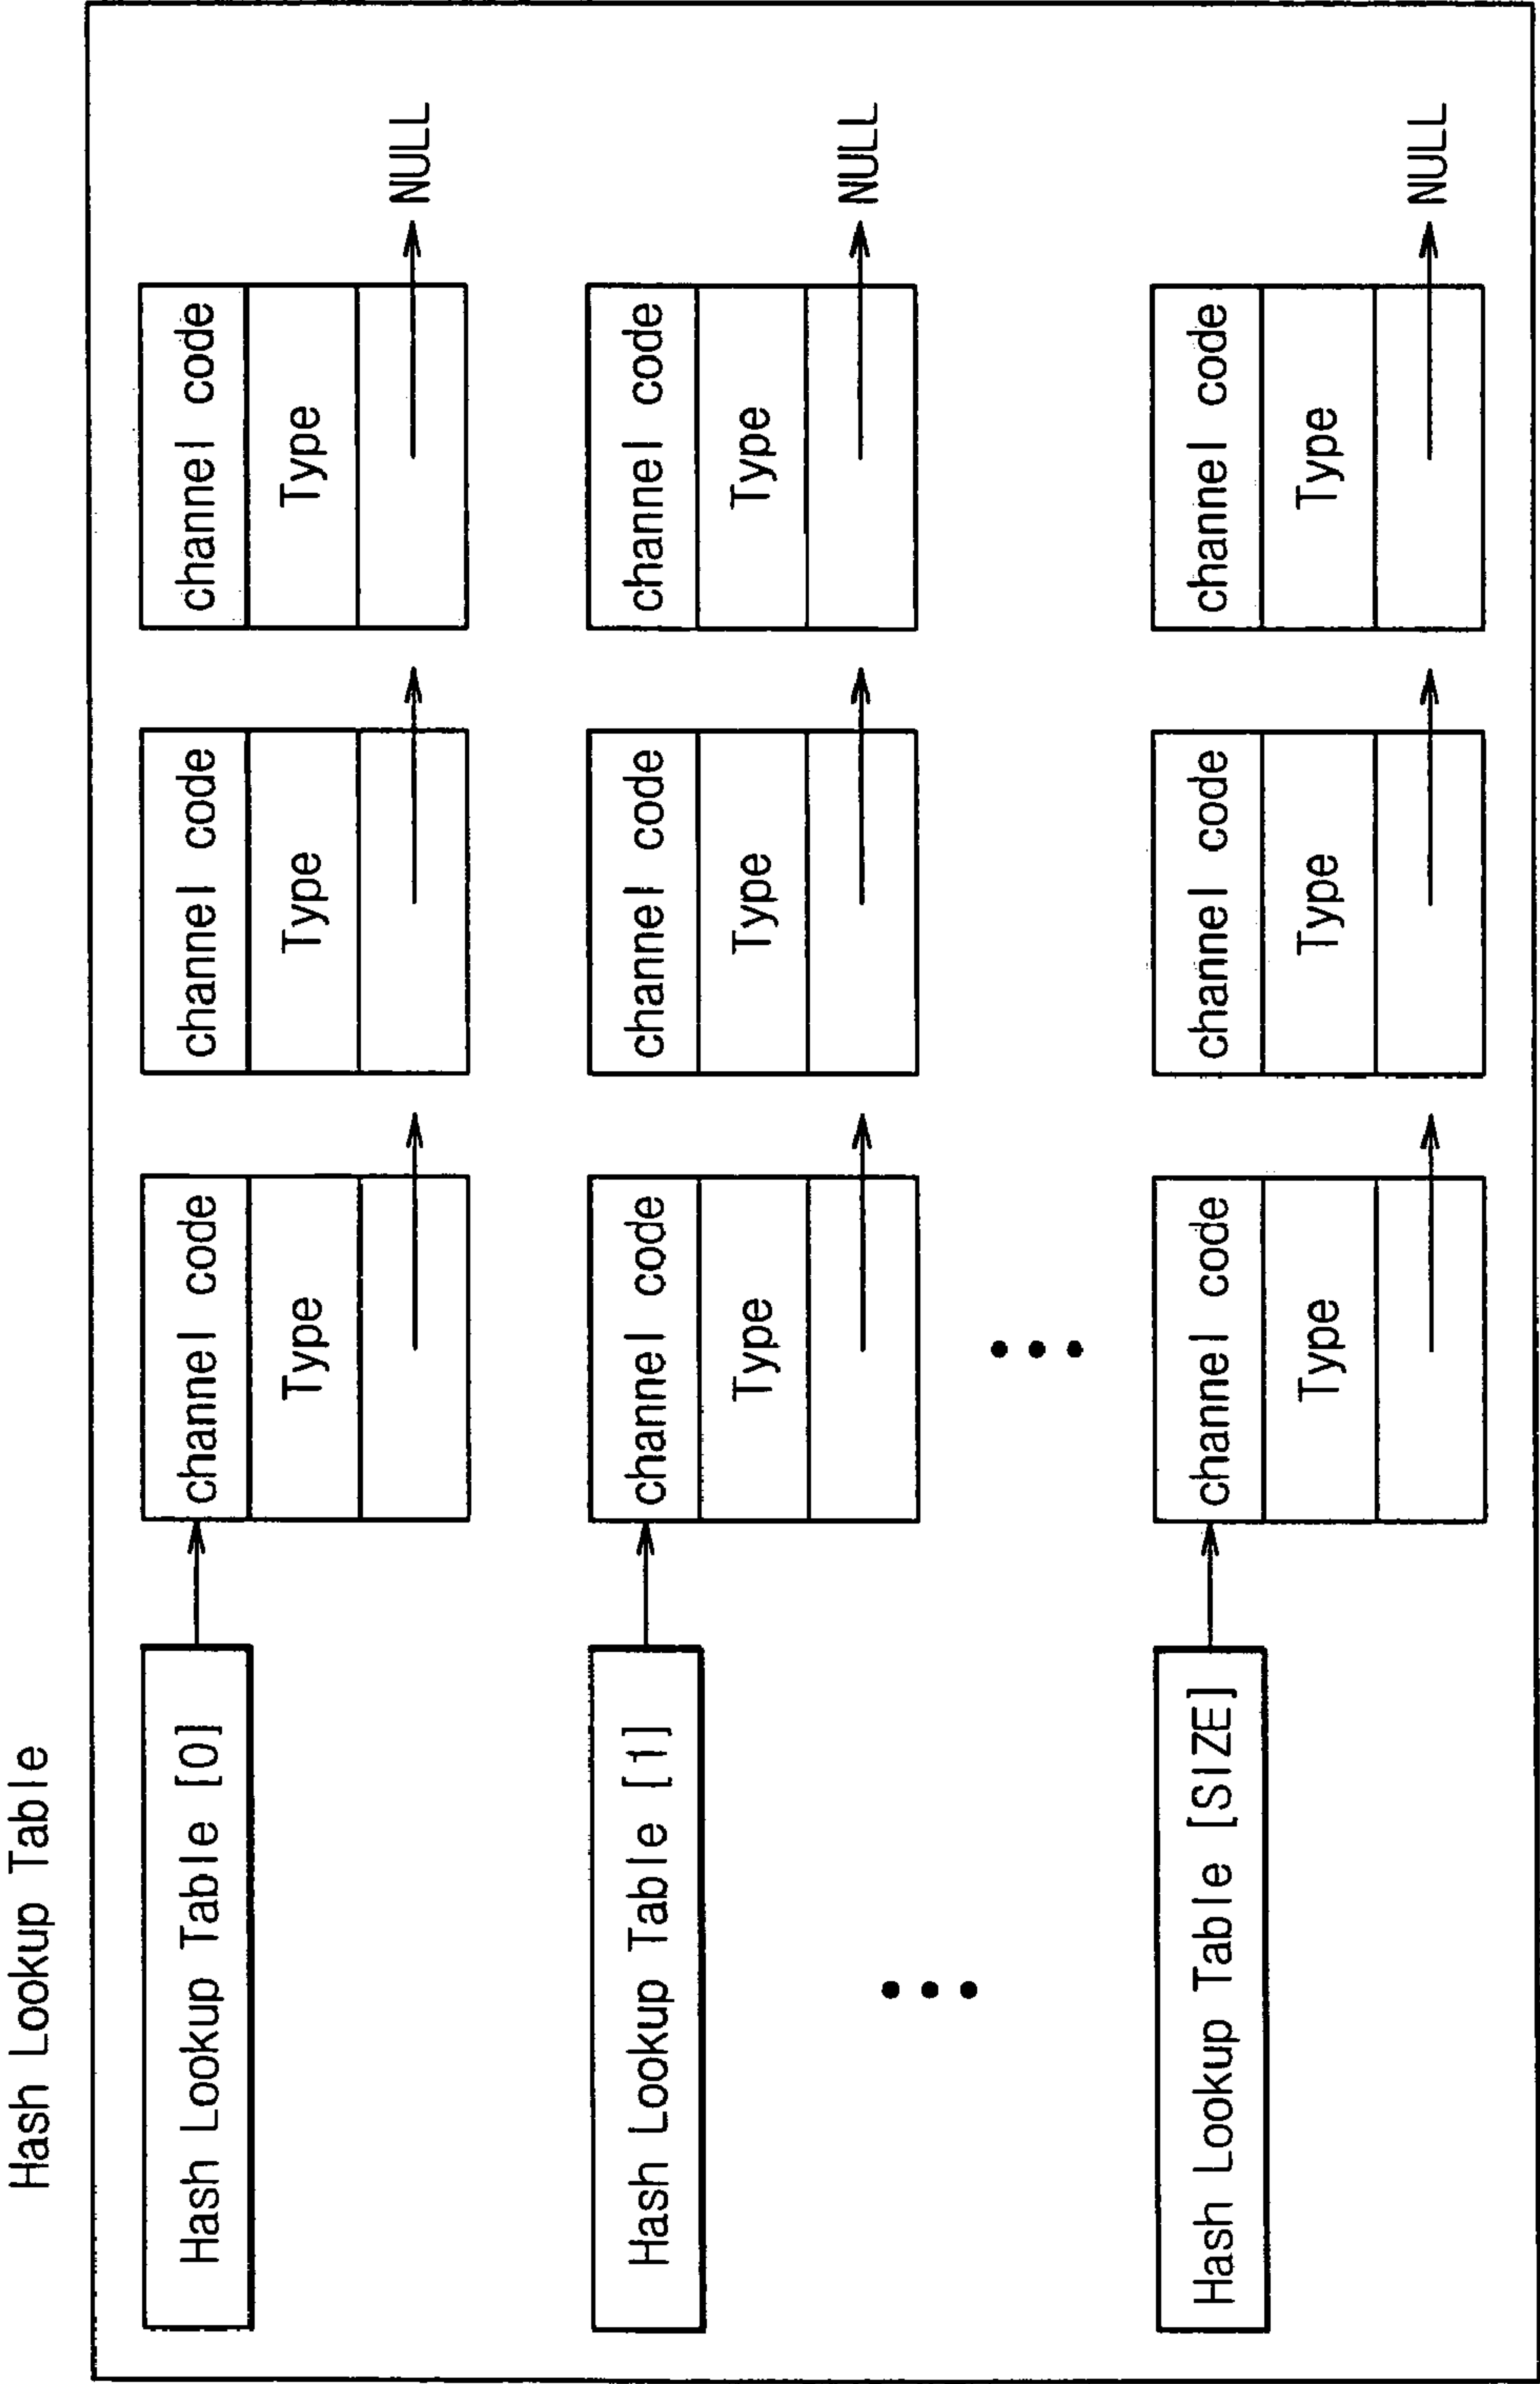 Hash Lookup Table
Hash Lookup Table [0]
channel code
Type
channel code
Type
channel code
Type
NULL
Hash Lookup Table [1]
channel code
Type
channel code
Type
channel code
Type
NULL
Hash Lookup Table [SIZE]
channel code
Type
channel code
Type
channel code
Type
NULL